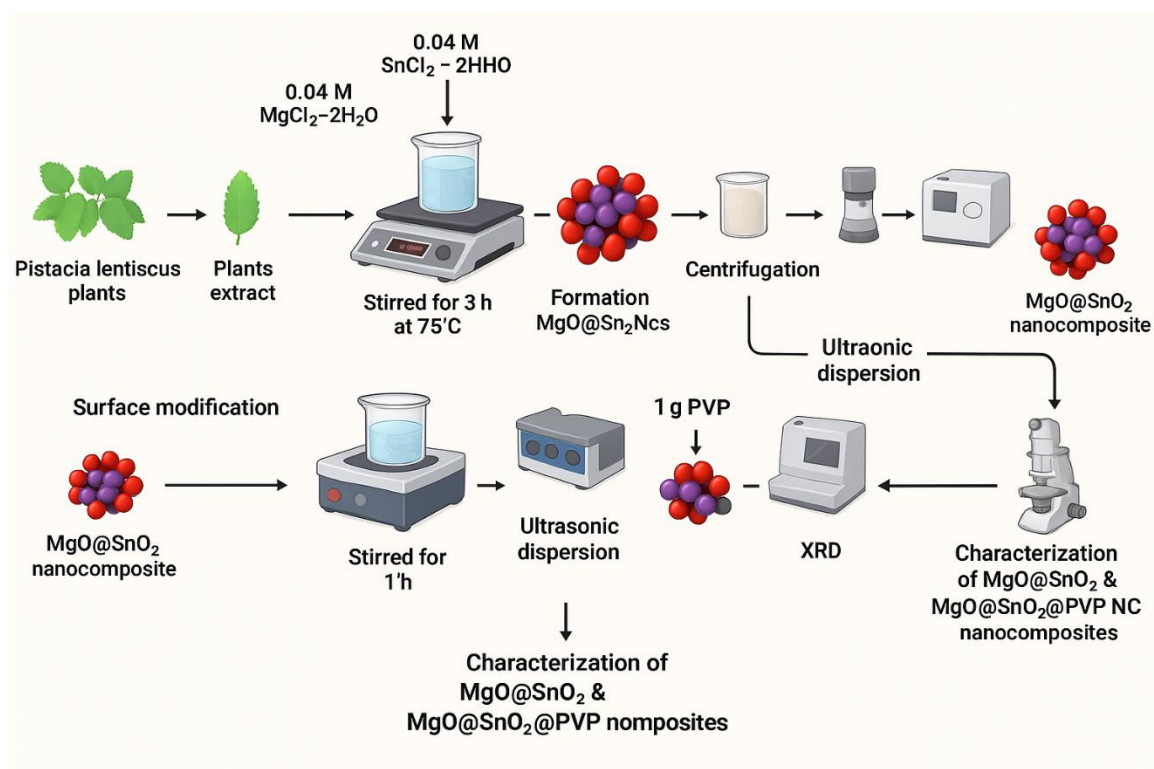 0.04 M
SnCl₂ – 2HHO
0.04 M
MgCl₂–2H₂O
Pistacia lentiscus
plants
Plants
extract
Stirred for 3 h
at 75'C
Formation
MgO@Sn₂Ncs
Centrifugation
MgO@SnO₂
nanocomposite
Ultraonic
dispersion
Surface modification
MgO@SnO₂
nanocomposite
Stirred for
1'h
Ultrasonic
dispersion
1 g PVP
XRD
Characterization
of MgO@SnO₂ &
MgO@SnO₂@PVP NC
nanocomposites
Characterization of
MgO@SnO₂ &
MgO@SnO₂@PVP nomposites